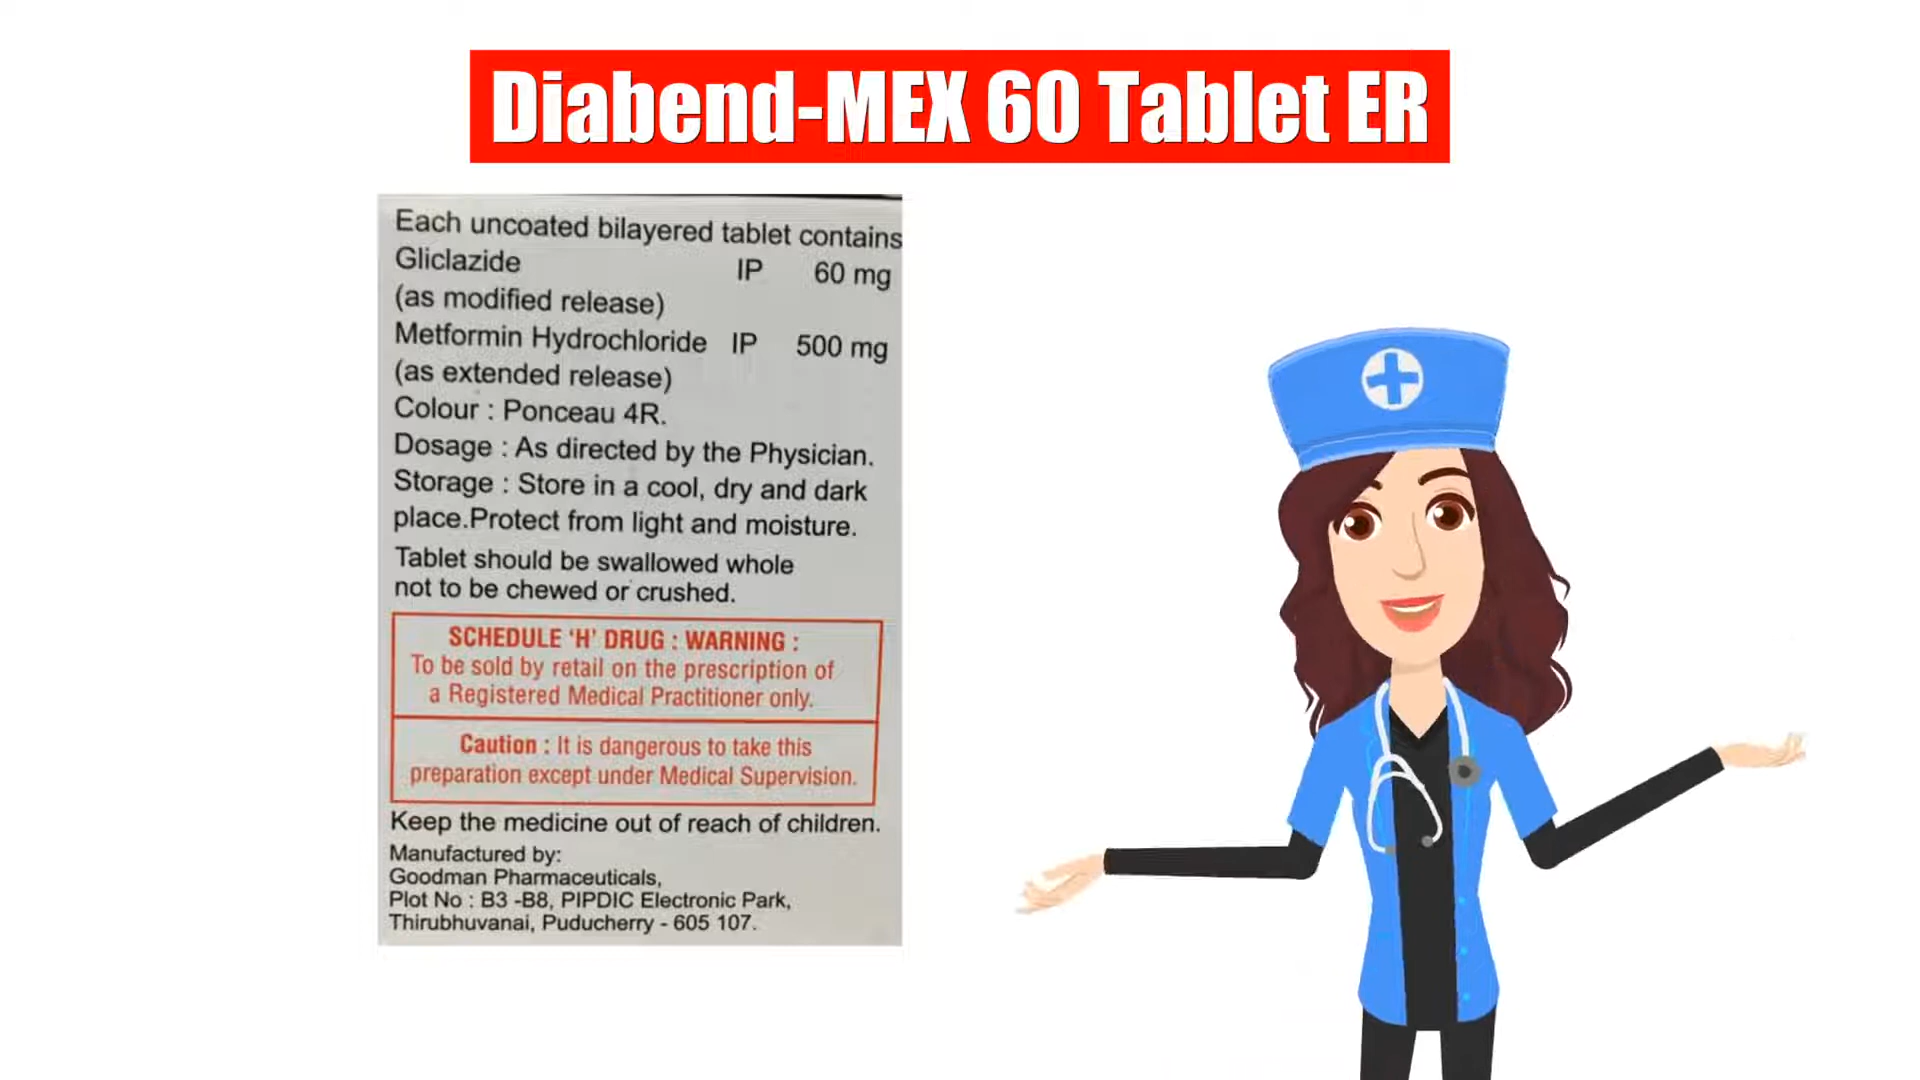 Diabend-MEX 60 Tablet ER
Each uncoated bilayered tablet contains
Gliclazide IP 60 mg
(as modified release)
Metformin Hydrochloride IP 500 mg
(as extended release)
Colour : Ponceau 4R.
Dosage : As directed by the Physician.
Storage : Store in a cool, dry and dark
place.Protect from light and moisture.
Tablet should be swallowed whole
not to be chewed or crushed.
SCHEDULE 'H' DRUG : WARNING :
To be sold by retail on the prescription of
a Registered Medical Practitioner only.
Caution : It is dangerous to take this
preparation except under Medical Supervision.
Keep the medicine out of reach of children.
Manufactured by:
Goodman Pharmaceuticals,
Plot No : B3 -B8, PIPDIC Electronic Park,
Thirubhuvanai, Puducherry - 605 107.